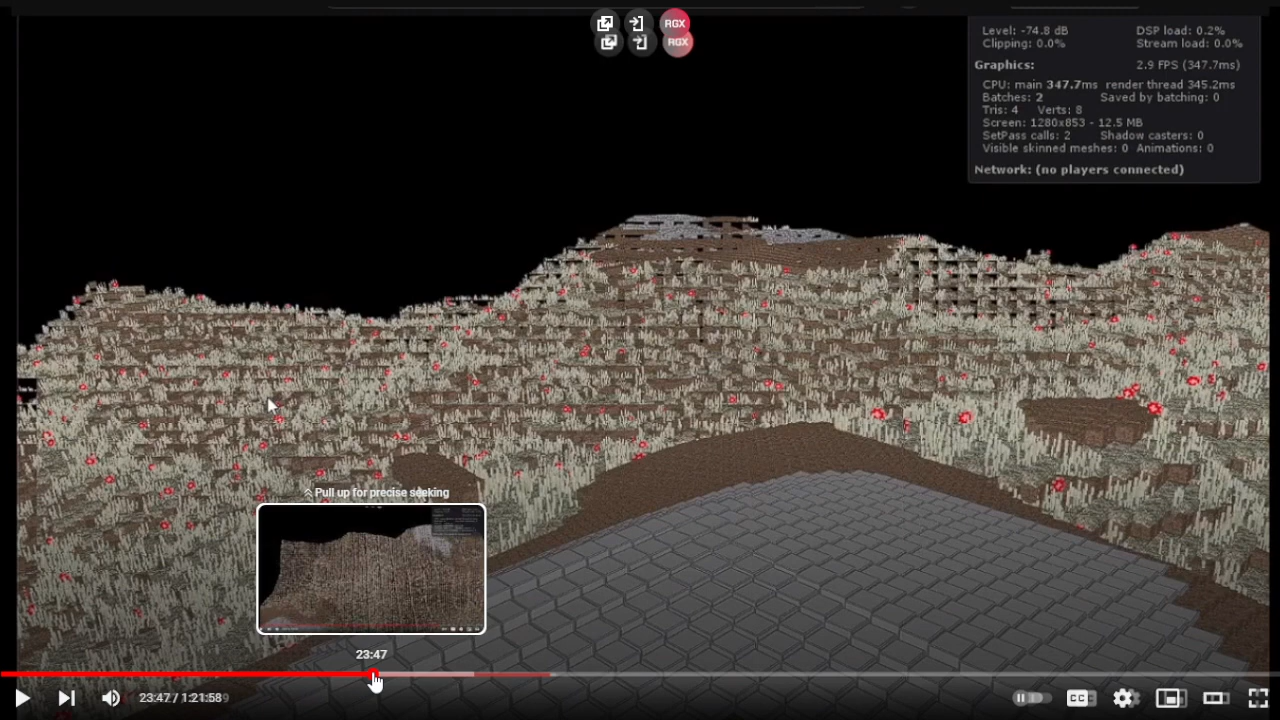 RGX
RGX
Level: -74.8 dB DSP load: 0.2%
Clipping: 0.0% Stream load: 0.0%
Graphics: 2.9 FPS (347.7ms)
CPU: main 347.7ms render thread 345.2ms
Batches: 2 Saved by batching: 0
Tris: 4 Verts: 8
Screen: 1280x853 - 12.5 MB
SetPass calls: 2 Shadow casters: 0
Visible skinned meshes: 0 Animations: 0
Network: (no players connected)
Pull up for precise seeking
23:47
23:47 / 1:21:58
CC